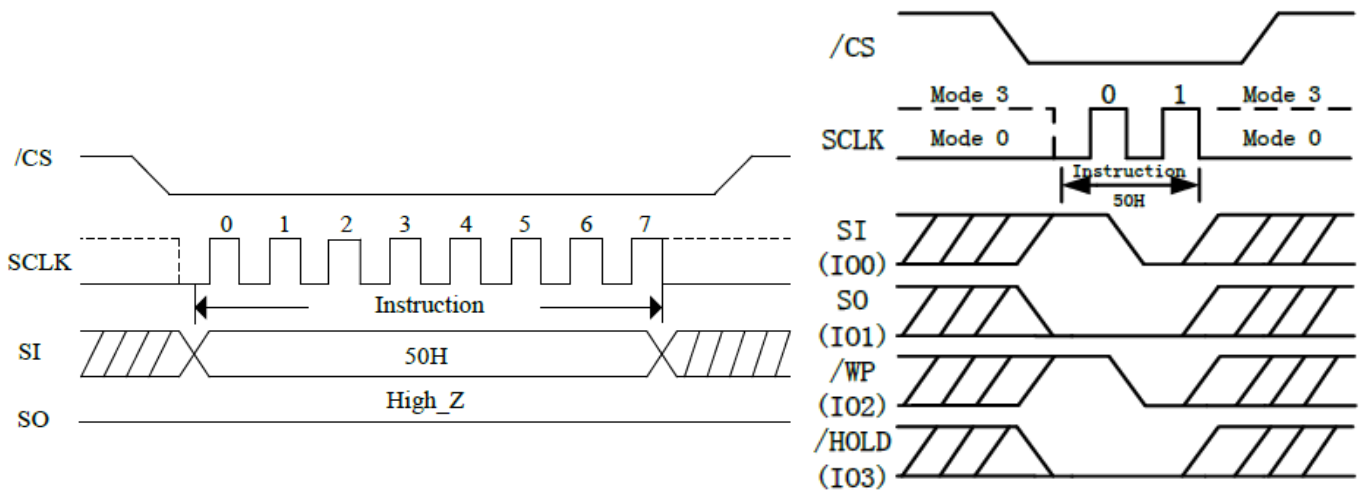 /CS
0 1 2 3 4 5 6 7
SCLK
Instruction
SI
50H
High_Z
SO
/CS
Mode 3 0 1 Mode 3
SCLK
Mode 0 Mode 0
Instruction
50H
SI
(IO0)
SO
(IO1)
/WP
(IO2)
/HOLD
(IO3)